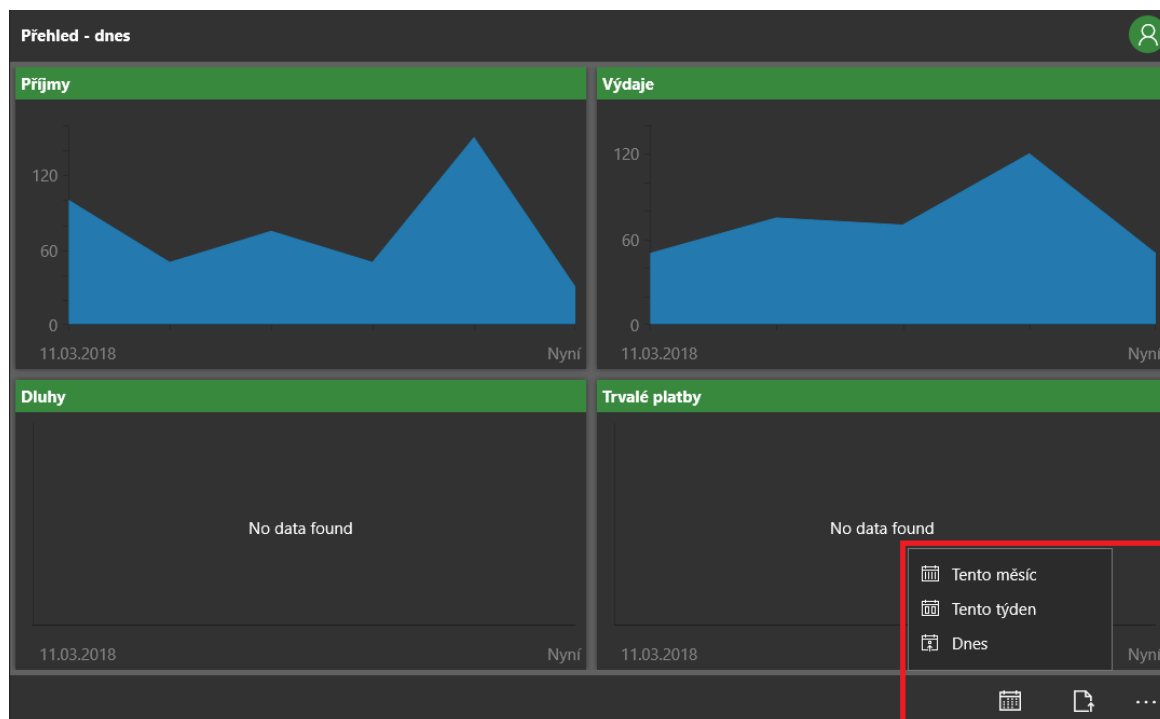 Přehled - dnes
Příjmy
120
60
0
11.03.2018 Nyní
Výdaje
120
60
0
11.03.2018 Nyní
Dluhy
No data found
11.03.2018 Nyní
Trvalé platby
No data found
11.03.2018 Nyní
Tento měsíc
Tento týden
Dnes
...